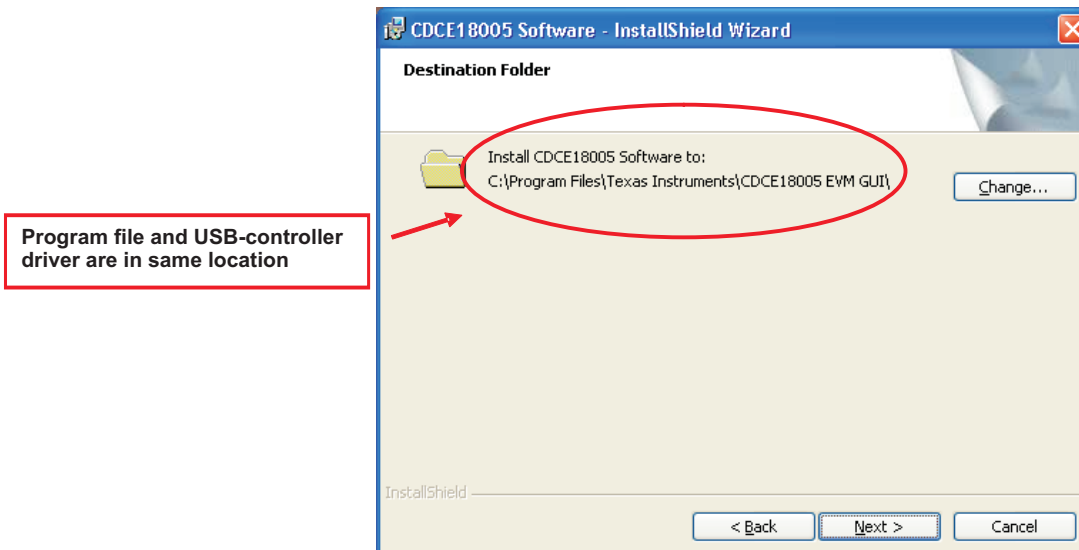 CDCE18005 Software - InstallShield Wizard
Destination Folder
Install CDCE18005 Software to:
C:\Program Files\Texas Instruments\CDCE18005 EVM GUI\
Change...
Program file and USB-controller
driver are in same location
InstallShield
< Back
Next >
Cancel